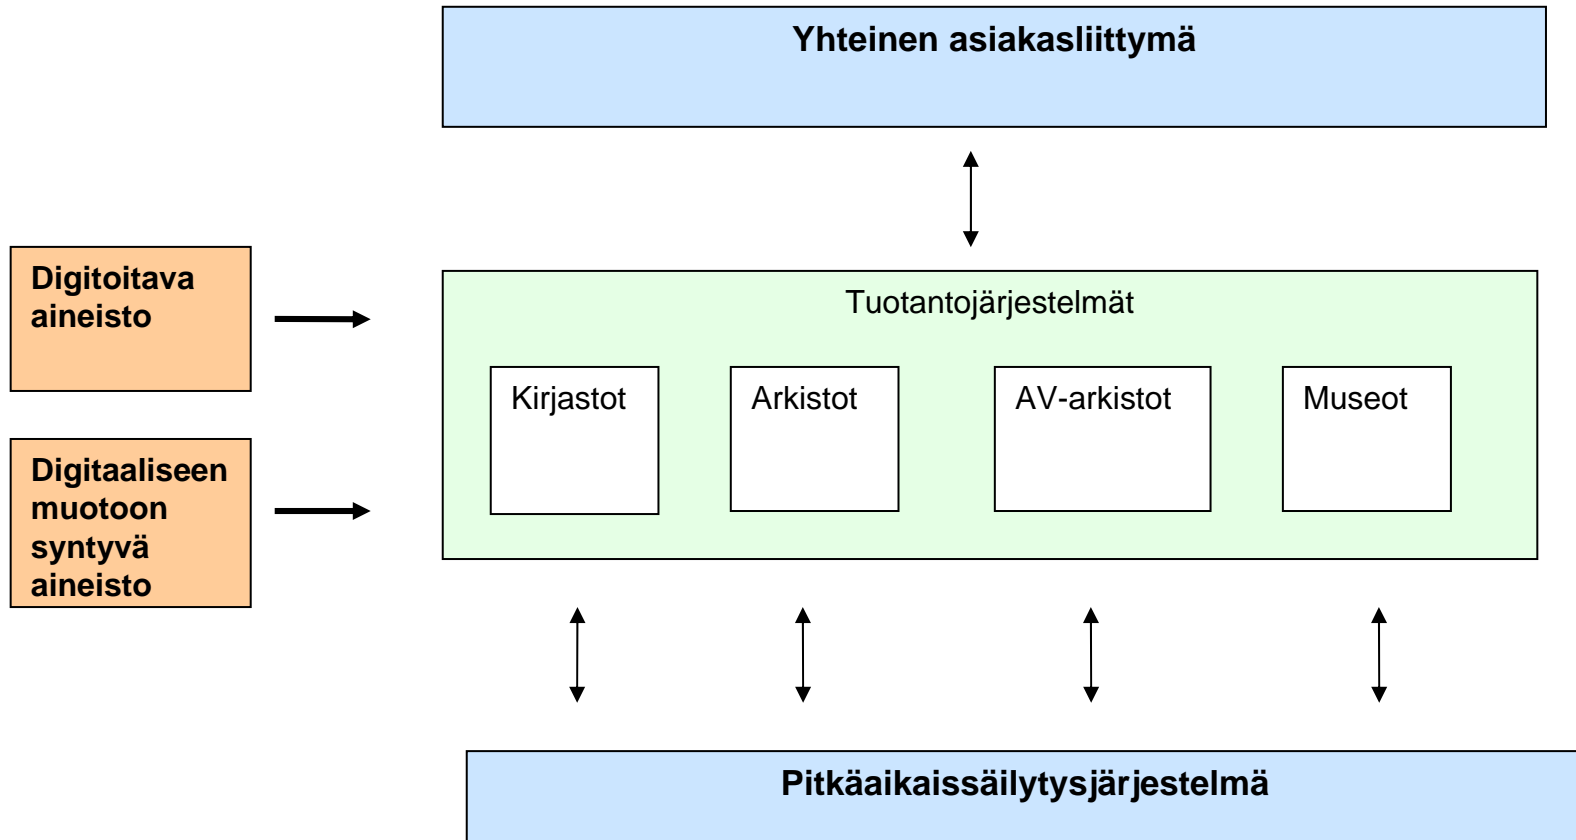 Yhteinen asiakasliittymä
Digitoitava
aineisto
Digitaaliseen
muotoon
syntyvä
aineisto
Tuotantojärjestelmät
Kirjastot
Arkistot
AV-arkistot
Museot
Pitkäaikaissäilytysjärjestelmä